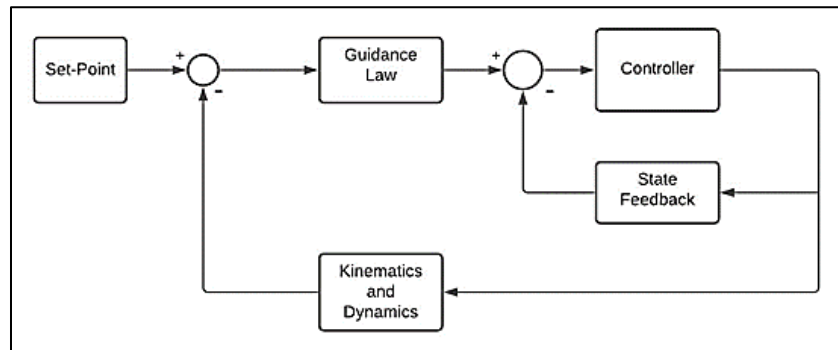 Set-Point
+
-
Guidance
Law
+
-
Controller
State
Feedback
Kinematics
and
Dynamics